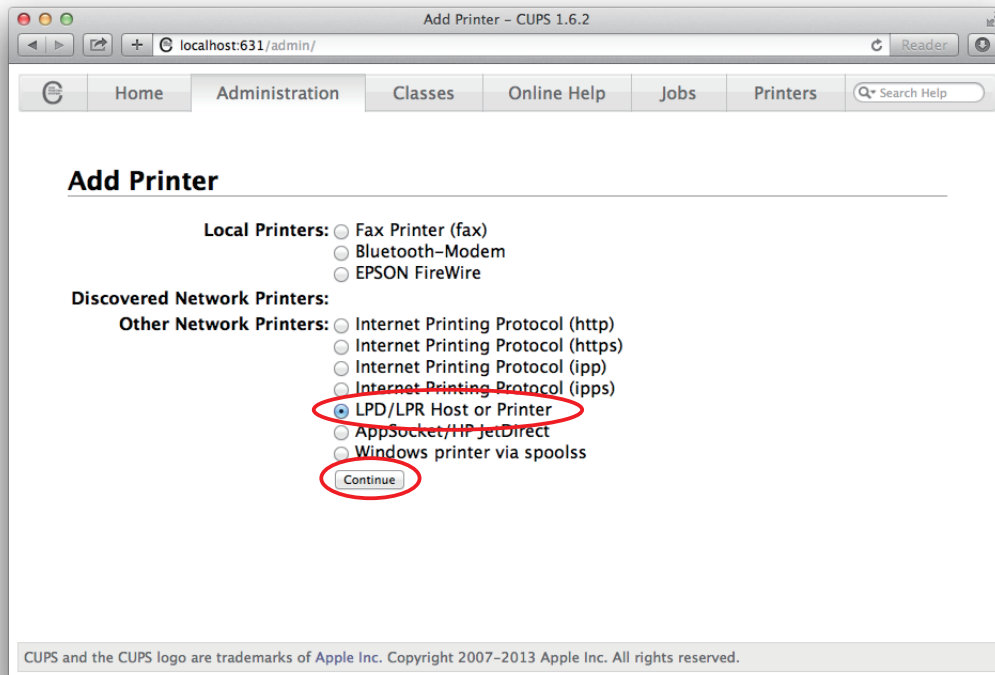 Add Printer – CUPS 1.6.2
localhost:631/admin/
Reader
Home Administration Classes Online Help Jobs Printers Search Help
Add Printer
Local Printers: Fax Printer (fax)
Bluetooth-Modem
EPSON FireWire
Discovered Network Printers:
Other Network Printers: Internet Printing Protocol (http)
Internet Printing Protocol (https)
Internet Printing Protocol (ipp)
Internet Printing Protocol (ipps)
LPD/LPR Host or Printer
AppSocket/HP JetDirect
Windows printer via spoolss
Continue
CUPS and the CUPS logo are trademarks of Apple Inc. Copyright 2007-2013 Apple Inc. All rights reserved.